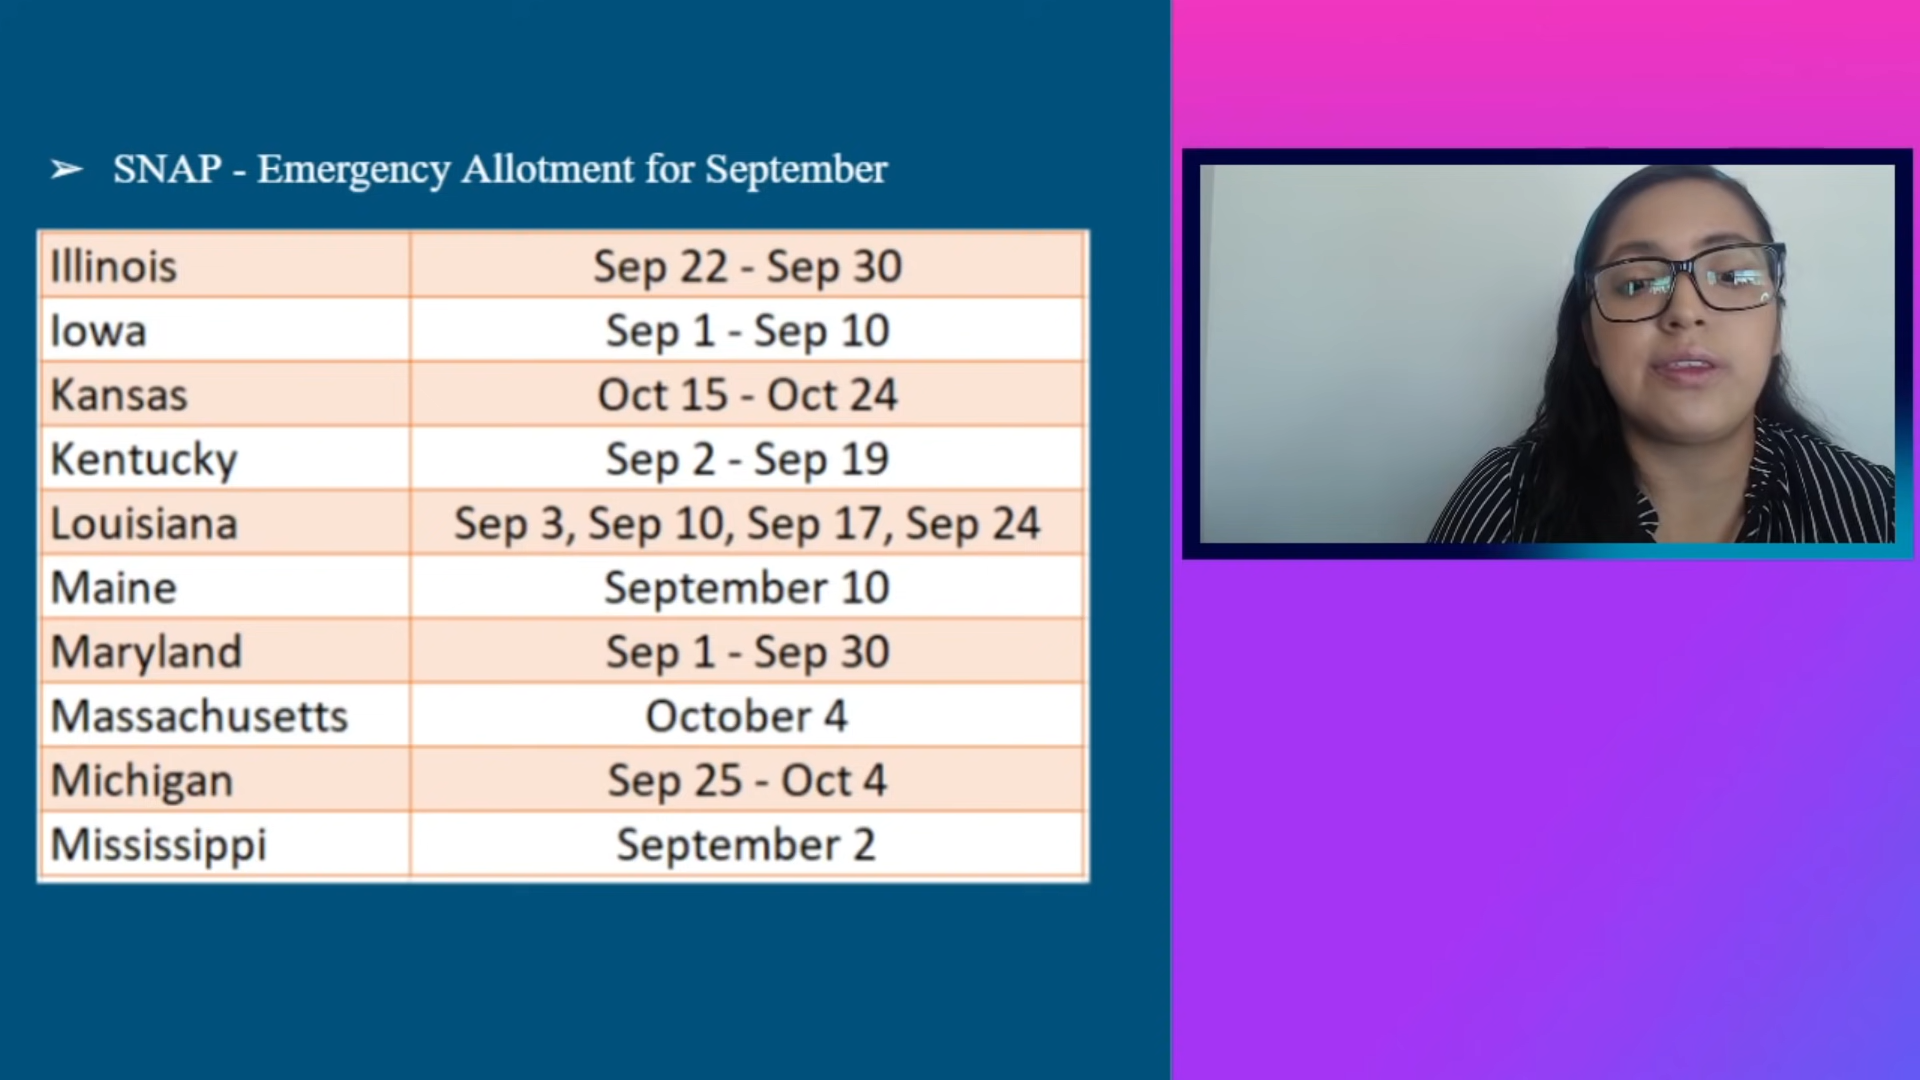 ➢ SNAP - Emergency Allotment for September
Illinois Sep 22 - Sep 30
Iowa Sep 1 - Sep 10
Kansas Oct 15 - Oct 24
Kentucky Sep 2 - Sep 19
Louisiana Sep 3, Sep 10, Sep 17, Sep 24
Maine September 10
Maryland Sep 1 - Sep 30
Massachusetts October 4
Michigan Sep 25 - Oct 4
Mississippi September 2